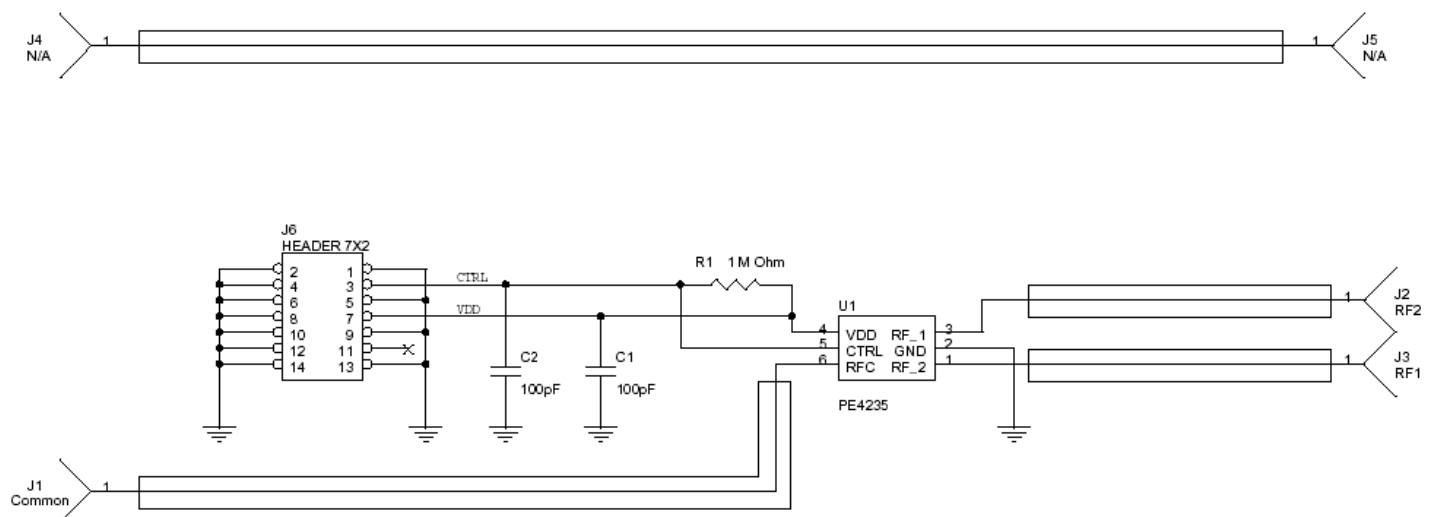 J4
N/A
1
1
J5
N/A
J6
HEADER 7X2
2 1
4 3
6 5
8 7
10 9
12 11
14 13
CTRL
VDD
R1 1M Ohm
C2
100pF
C1
100pF
U1
4 VDD RF_1 3
5 CTRL GND 2
6 RFC RF_2 1
PE4235
1
J2
RF2
1
J3
RF1
J1
Common
1